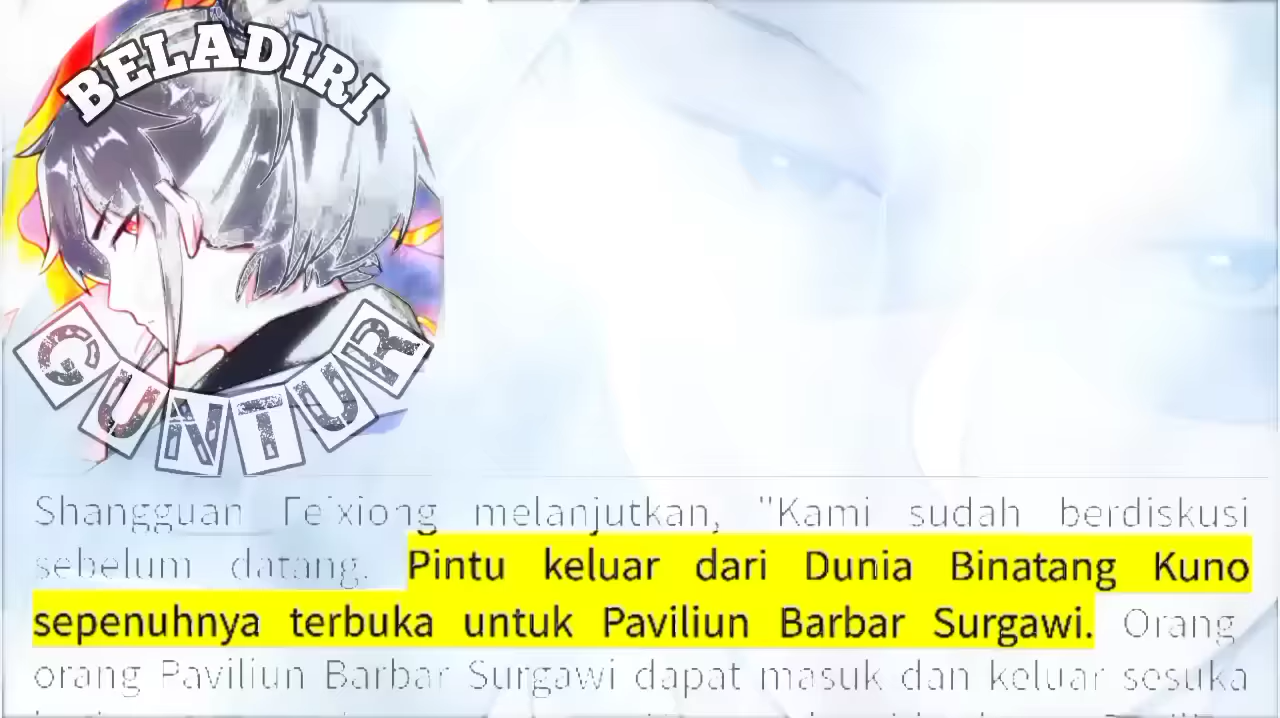 BELADIRI
GUNTUR
Shangguan Feixiong melanjutkan, "Kami sudah berdiskusi
sebelum datang. Pintu keluar dari Dunia Binatang Kuno
sepenuhnya terbuka untuk Paviliun Barbar Surgawi. Orang
orang Paviliun Barbar Surgawi dapat masuk dan keluar sesuka